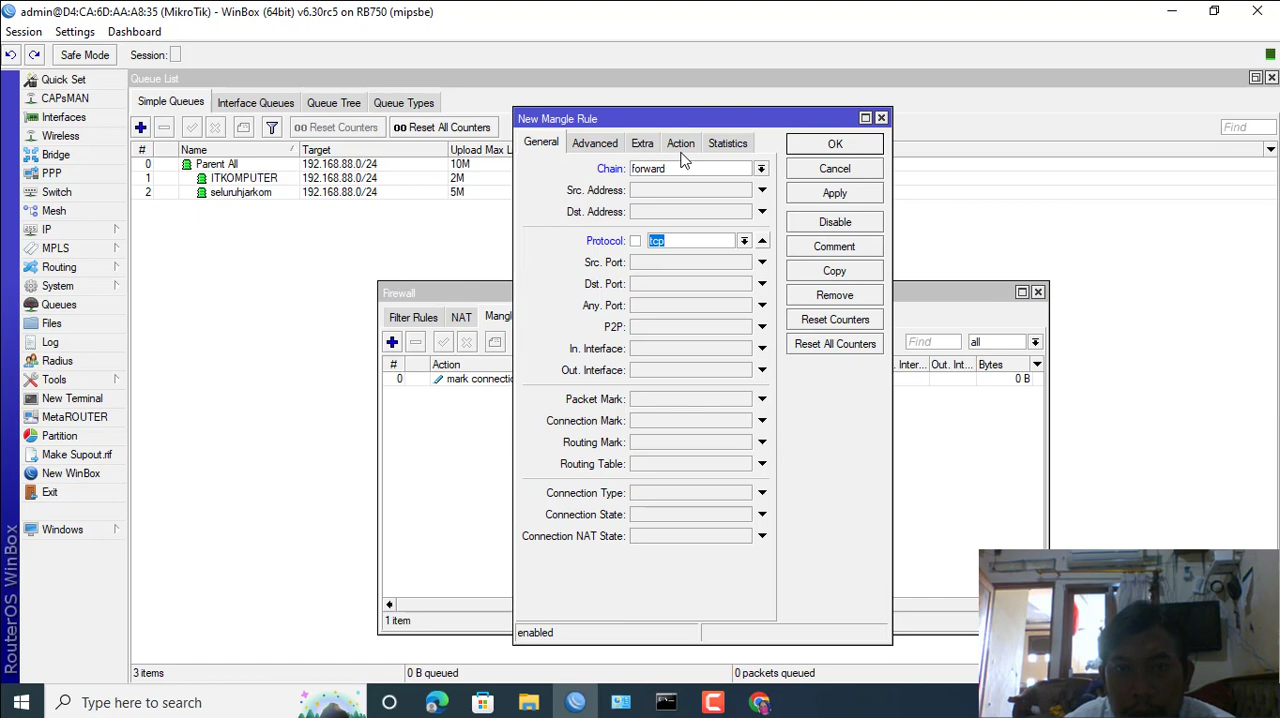 admin@D4:CA:6D:AA:A8:35 (MikroTik) - WinBox (64bit) v6.30rc5 on RB750 (mipsbe)
Session Settings Dashboard
Safe Mode Session:
Quick Set
CAPsMAN
Interfaces
Wireless
Bridge
PPP
Switch
Mesh
IP
MPLS
Routing
System
Queues
Files
Log
Radius
Tools
New Terminal
MetaROUTER
Partition
Make Supout.rif
New WinBox
Exit
Windows
RouterOS WinBox
Queue List
Simple Queues Interface Queues Queue Tree Queue Types
00 Reset Counters 00 Reset All Counters Find
# Name Target Upload Max L
0 Parent All 192.168.88.0/24 10M
1 ITKOMPUTER 192.168.88.0/24 2M
2 seluruhjarkom 192.168.88.0/24 5M
3 items 0 B queued 0 packets queued
Firewall
Filter Rules NAT Mangl
Find all
# Action Inter... Out. Int... Bytes
0 mark connectio 0 B
1 item
New Mangle Rule
General Advanced Extra Action Statistics
Chain: forward
Src. Address:
Dst. Address:
Protocol: tcp
Src. Port:
Dst. Port:
Any. Port:
P2P:
In. Interface:
Out. Interface:
Packet Mark:
Connection Mark:
Routing Mark:
Routing Table:
Connection Type:
Connection State:
Connection NAT State:
enabled
OK
Cancel
Apply
Disable
Comment
Copy
Remove
Reset Counters
Reset All Counters
Type here to search